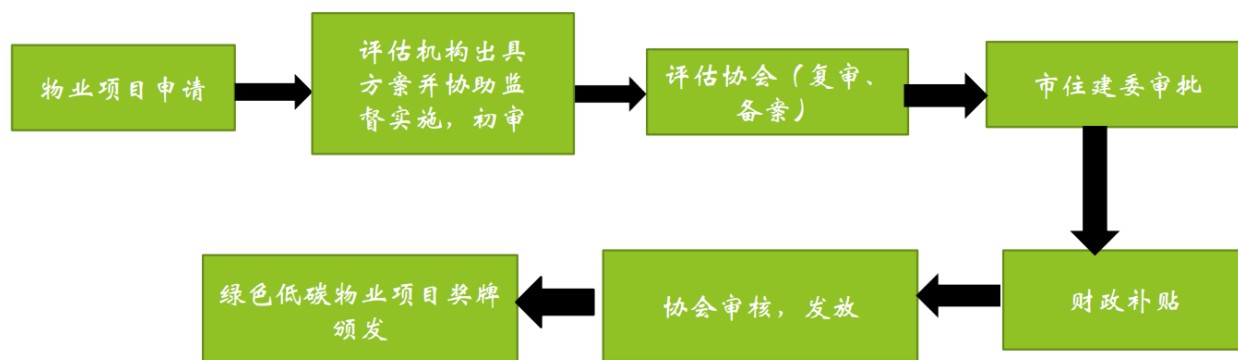 物业项目申请
评估机构出具
方案并协助监
督实施，初审
评估协会（复审、
备案）
市住建委审批
财政补贴
协会审核，发放
绿色低碳物业项目奖牌
颁发